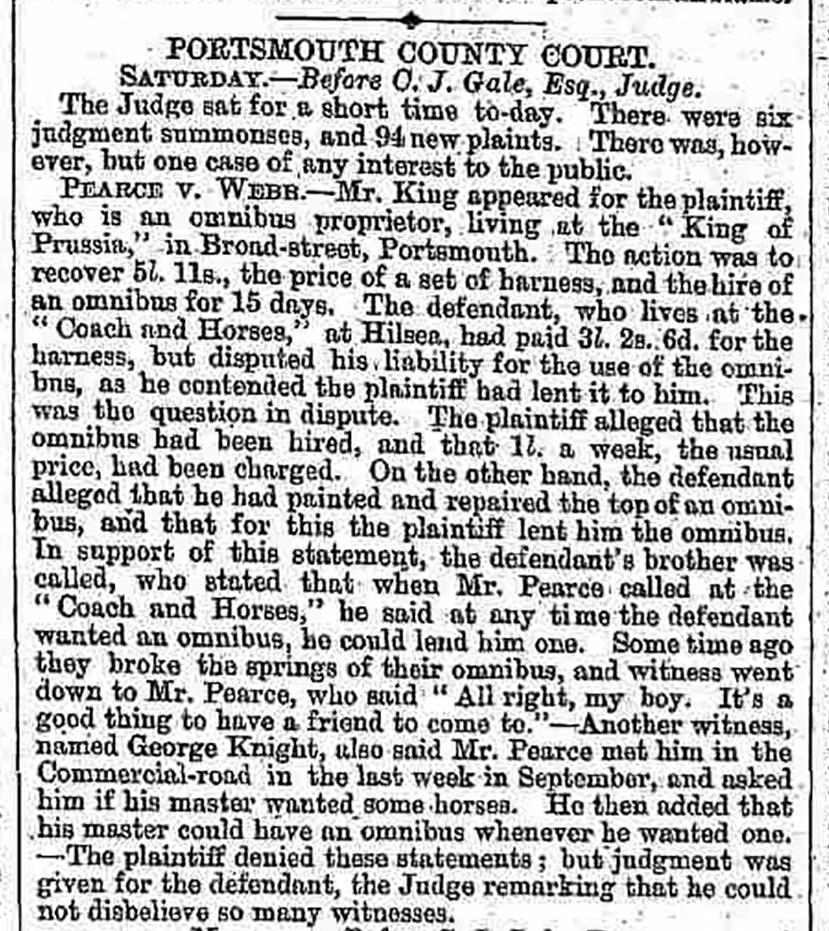 PORTSMOUTH COUNTY COURT.
SATURDAY.—Before C. J. Gale, Esq., Judge.
The Judge sat for a short time to-day. There were six
judgment summonses, and 94 new plaints. There was, how-
ever, but one case of any interest to the public.
PEARCE V. WEBB.—Mr. King appeared for the plaintiff,
who is an omnibus proprietor, living at the "King of
Prussia," in Broad-street, Portsmouth. The action was to
recover 5l. 11s., the price of a set of harness, and the hire of
an omnibus for 15 days. The defendant, who lives at the
"Coach and Horses," at Hilsea, had paid 3l. 2s. 6d. for the
harness, but disputed his liability for the use of the omni-
bus, as he contended the plaintiff had lent it to him. This
was the question in dispute. The plaintiff alleged that the
omnibus had been hired, and that 1l. a week, the usual
price, had been charged. On the other hand, the defendant
alleged that he had painted and repaired the top of an omni-
bus, and that for this the plaintiff lent him the omnibus.
In support of this statement, the defendant's brother was
called, who stated that when Mr. Pearce called at the
"Coach and Horses," he said at any time the defendant
wanted an omnibus, he could lend him one. Some time ago
they broke the springs of their omnibus, and witness went
down to Mr. Pearce, who said "All right, my boy. It's a
good thing to have a friend to come to."—Another witness,
named George Knight, also said Mr. Pearce met him in the
Commercial-road in the last week in September, and asked
him if his master wanted some horses. He then added that
his master could have an omnibus whenever he wanted one.
—The plaintiff denied these statements; but judgment was
given for the defendant, the Judge remarking that he could
not disbelieve so many witnesses.